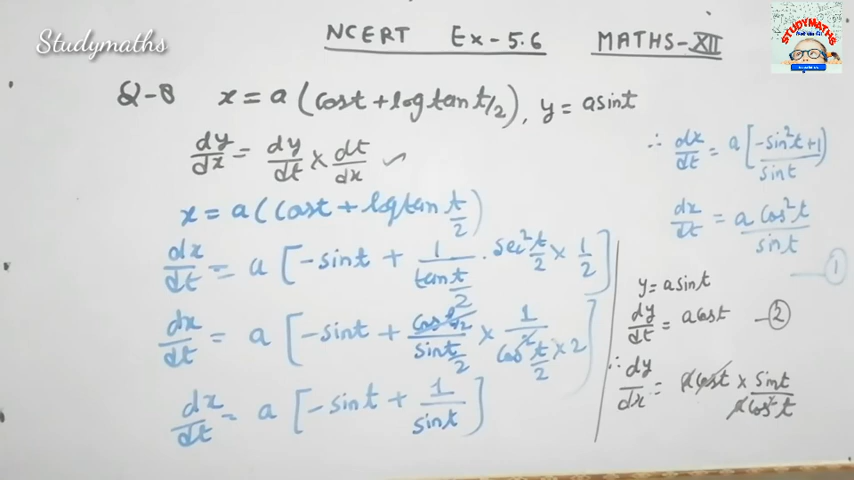 Studymaths
NCERT Ex-5.6 MATHS-XII
STUDYMATHS
Q-8 x = a (cost + log tan t/2), y = asint
dy/dx = dy/dt × dt/dx ✓
x = a (cost + log tan t/2)
dx/dt = a [-sint + 1/tan t/2 · sec² t/2 × 1/2]
dx/dt = a [-sint + cos t/2 / sin t/2 × 1/cos² t/2 × 2]
dx/dt = a [-sint + 1/sint]
∴ dx/dt = a [-sin²t+1 / sint]
dx/dt = a cos²t / sint
—①
y = asint
dy/dt = acost —②
∴ dy/dx = acost × sint / acos²t